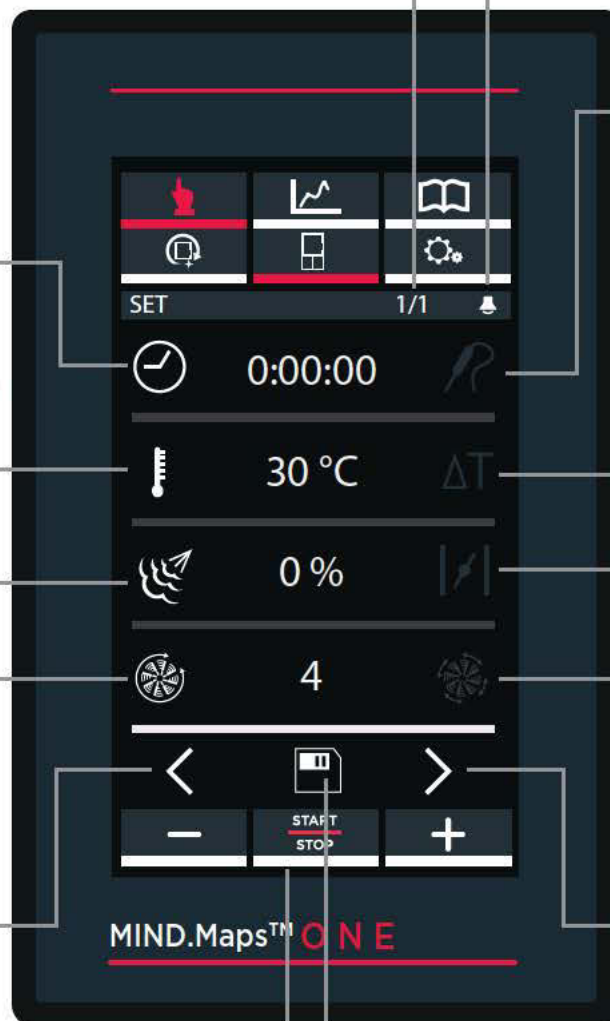 SET 1/1
0:00:00
30 °C ΔT
0 %
4
START
STOP
MIND.Maps™ ONE